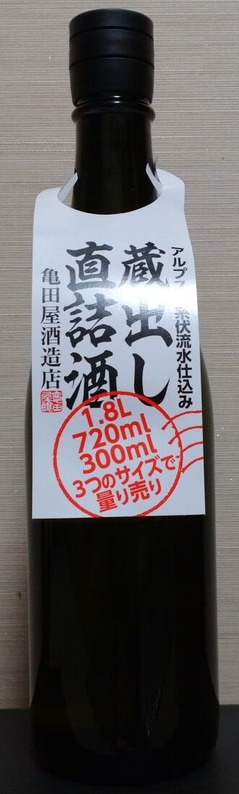 アルプス
系伏流水仕込み
蔵出し
直詰酒
亀田屋酒造店
1.8L
720ml
300ml
3つのサイズで
量り売り